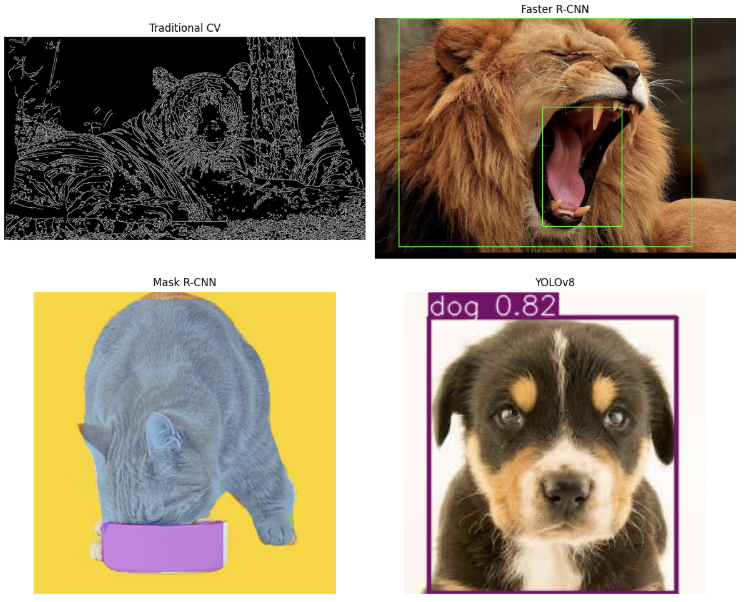 Traditional CV
Faster R-CNN
Mask R-CNN
YOLOv8
dog 0.82